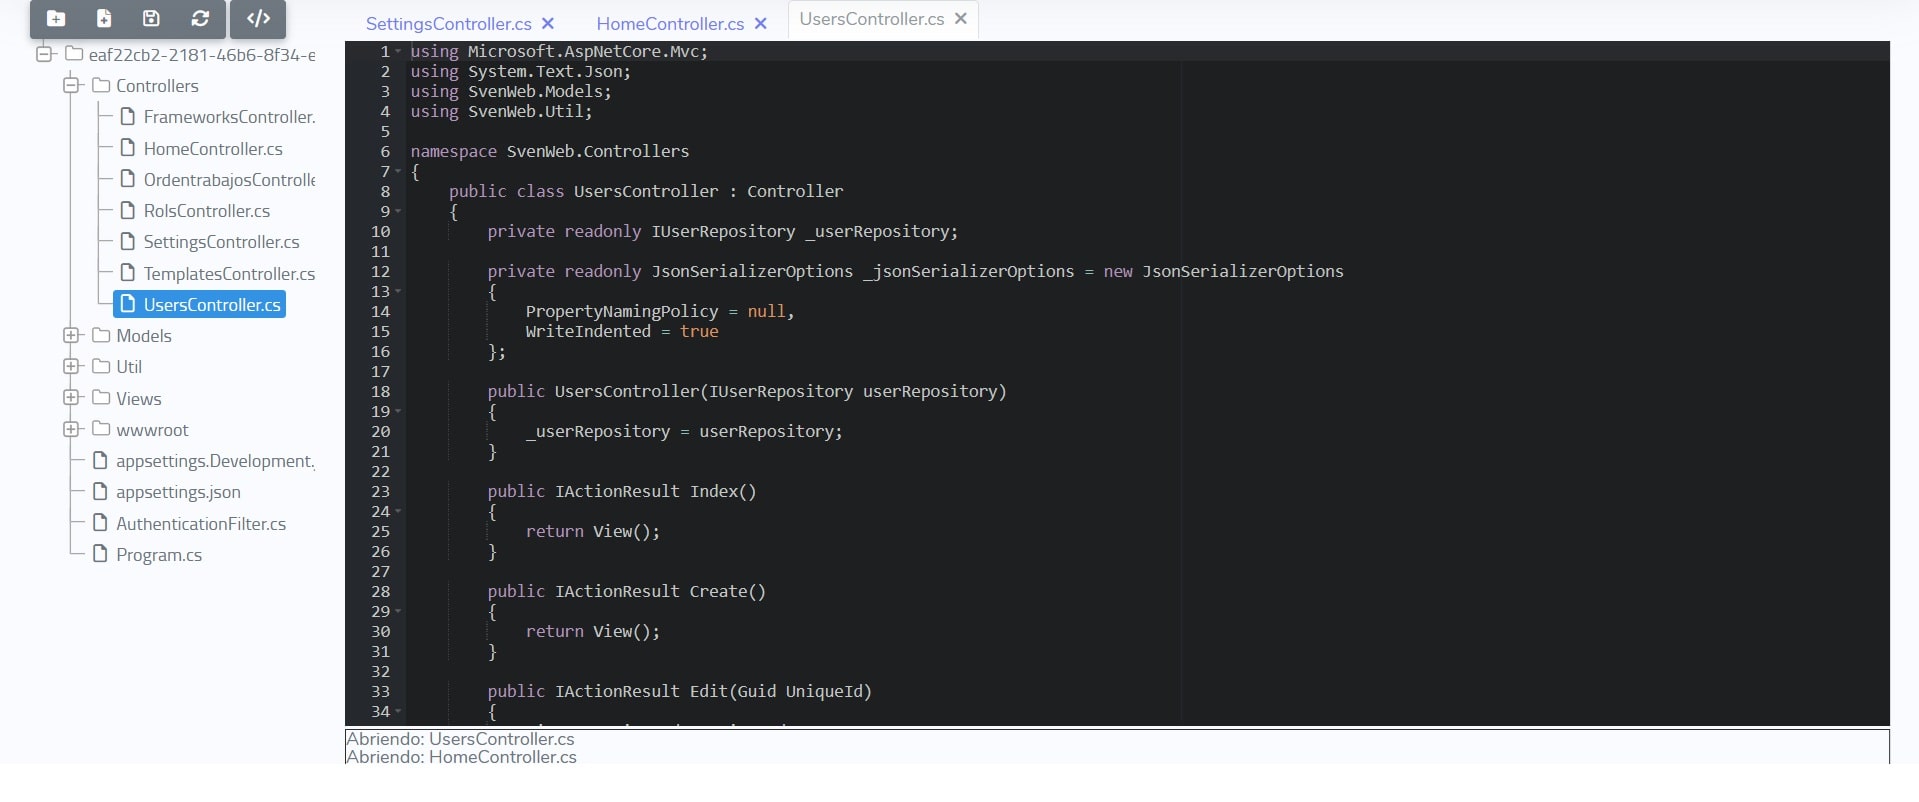 SettingsController.cs ✕
HomeController.cs ✕
UsersController.cs ✕
eaf22cb2-2181-46b6-8f34-e
Controllers
FrameworksController.
HomeController.cs
OrdentrabajosControlle
RolsController.cs
SettingsController.cs
TemplatesController.cs
UsersController.cs
Models
Util
Views
wwwroot
appsettings.Development.
appsettings.json
AuthenticationFilter.cs
Program.cs
1 using Microsoft.AspNetCore.Mvc;
2 using System.Text.Json;
3 using SvenWeb.Models;
4 using SvenWeb.Util;
5
6 namespace SvenWeb.Controllers
7 {
8     public class UsersController : Controller
9     {
10         private readonly IUserRepository _userRepository;
11
12         private readonly JsonSerializerOptions _jsonSerializerOptions = new JsonSerializerOptions
13         {
14             PropertyNamingPolicy = null,
15             WriteIndented = true
16         };
17
18         public UsersController(IUserRepository userRepository)
19         {
20             _userRepository = userRepository;
21         }
22
23         public IActionResult Index()
24         {
25             return View();
26         }
27
28         public IActionResult Create()
29         {
30             return View();
31         }
32
33         public IActionResult Edit(Guid UniqueId)
34         {
Abriendo: UsersController.cs
Abriendo: HomeController.cs